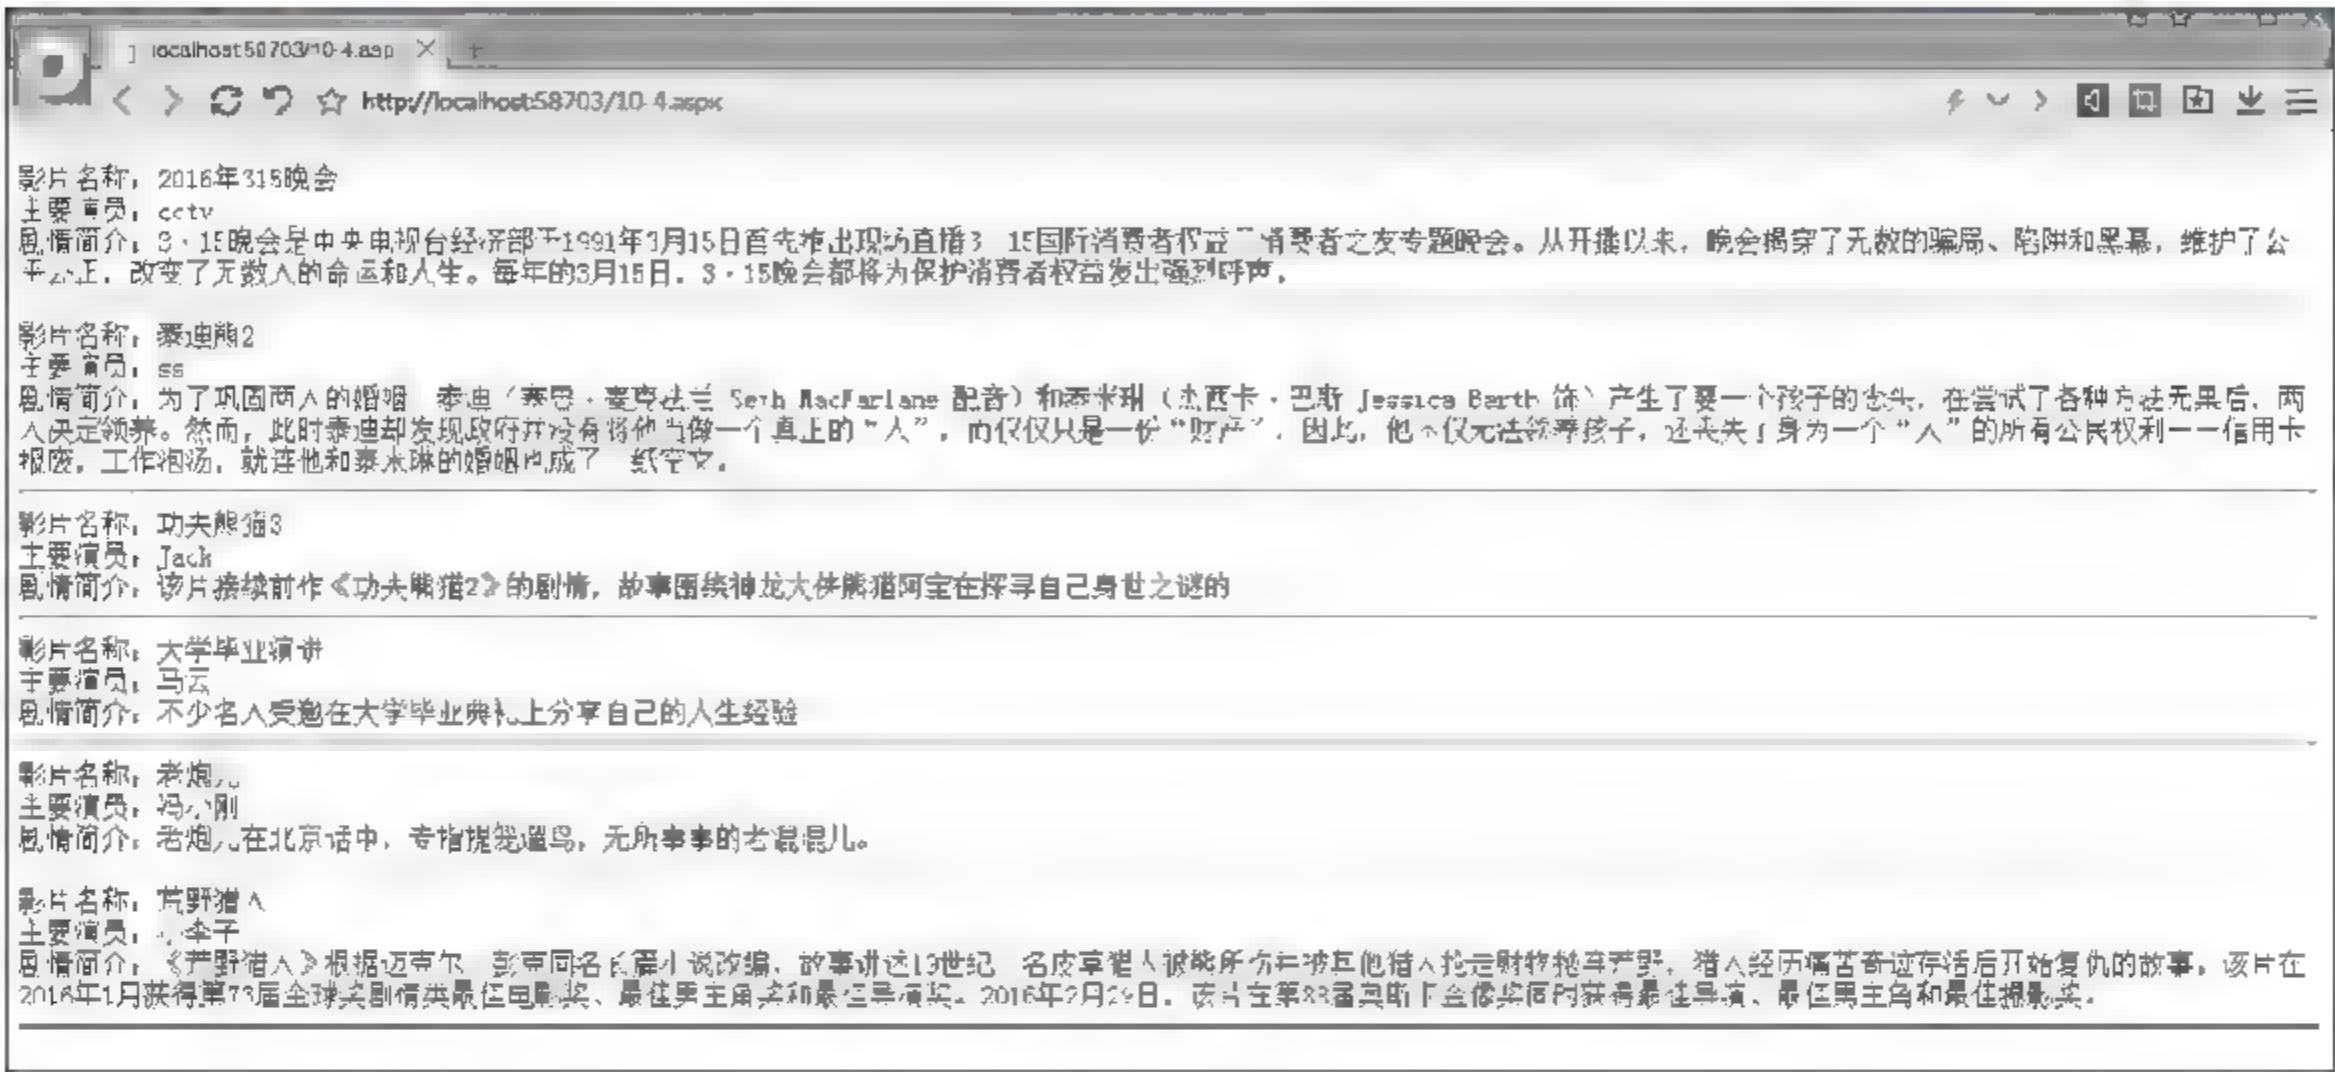 localhost:58703/10-4.asp
http://localhost:58703/10-4.aspx
影片名称：2016年315晚会
主要演员：cctv
剧情简介：3·15晚会是中央电视台经济部于1991年3月15日首先推出现场直播3 15国际消费者权益日消费者之友专题晚会。从开播以来，晚会揭穿了无数的骗局、陷阱和黑幕，维护了公
平公正，改变了无数人的命运和人生。每年的3月15日，3·15晚会都将为保护消费者权益发出强烈呼声。
影片名称：泰迪熊2
主要演员：ss
剧情简介：为了巩固两人的婚姻 泰迪（塞思·麦克法兰 Seth MacFarlane 配音）和泰米琳（杰西卡·巴斯 Jessica Barth 饰）产生了要一个孩子的念头，在尝试了各种方法无果后，两
人决定领养。然而，此时泰迪却发现政府并没有将他当做一个真正的“人”，而仅仅只是一份“财产”，因此，他不仅无法领养孩子，还丧失了身为一个“人”的所有公民权利——信用卡
报废，工作泡汤，就连他和泰米琳的婚姻也成了一纸空文。
影片名称：功夫熊猫3
主要演员：Jack
剧情简介：该片接续前作《功夫熊猫2》的剧情，故事围绕神龙大侠熊猫阿宝在探寻自己身世之谜的
影片名称：大学毕业演讲
主要演员：马云
剧情简介：不少名人受邀在大学毕业典礼上分享自己的人生经验
影片名称：老炮儿
主要演员：冯小刚
剧情简介：老炮儿在北京话中，专指提笼遛鸟，无所事事的老混混儿。
影片名称：荒野猎人
主要演员：小李子
剧情简介：《荒野猎人》根据迈克尔 彭克同名长篇小说改编，故事讲述19世纪 名皮草猎人被熊所伤并被其他猎人抢走财物抛弃荒野，猎人经历痛苦奇迹存活后开始复仇的故事，该片在
2016年1月获得第73届全球奖剧情类最佳电影奖、最佳男主角奖和最佳导演奖。2016年2月29日，该片在第88届奥斯卡金像奖同时获得最佳导演、最佳男主角和最佳摄影奖。